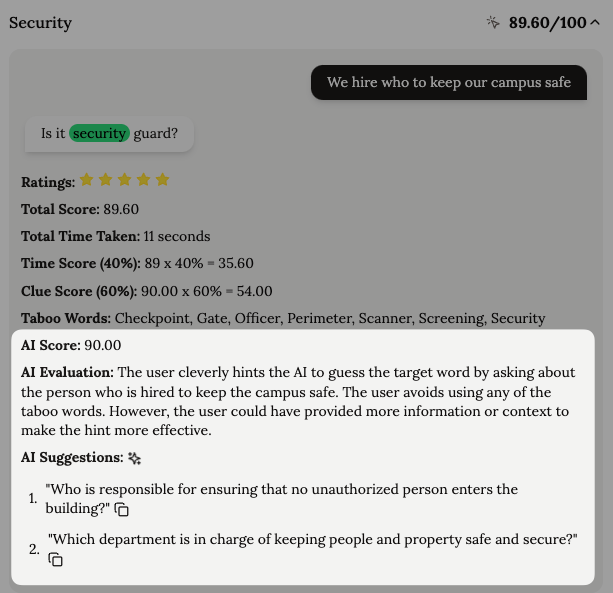 Security 89.60/100
We hire who to keep our campus safe
Is it security guard?
Ratings:
Total Score: 89.60
Total Time Taken: 11 seconds
Time Score (40%): 89 x 40% = 35.60
Clue Score (60%): 90.00 x 60% = 54.00
Taboo Words: Checkpoint, Gate, Officer, Perimeter, Scanner, Screening, Security
AI Score: 90.00
AI Evaluation: The user cleverly hints the AI to guess the target word by asking about
the person who is hired to keep the campus safe. The user avoids using any of the
taboo words. However, the user could have provided more information or context to
make the hint more effective.
AI Suggestions:
1. "Who is responsible for ensuring that no unauthorized person enters the
building?"
2. "Which department is in charge of keeping people and property safe and secure?"